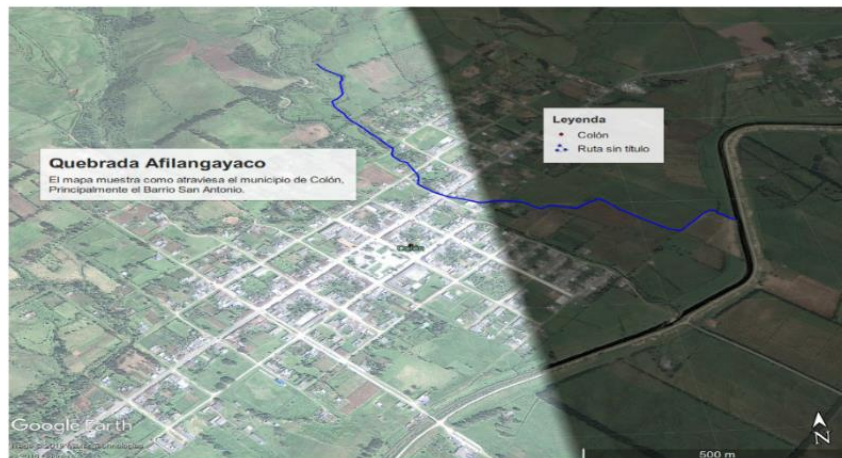 Quebrada Afilangayaco
El mapa muestra como atraviesa el municipio de Colón,
Principalmente el Barrio San Antonio.
Leyenda
Colón
Ruta sin título
Google Earth
N
500 m